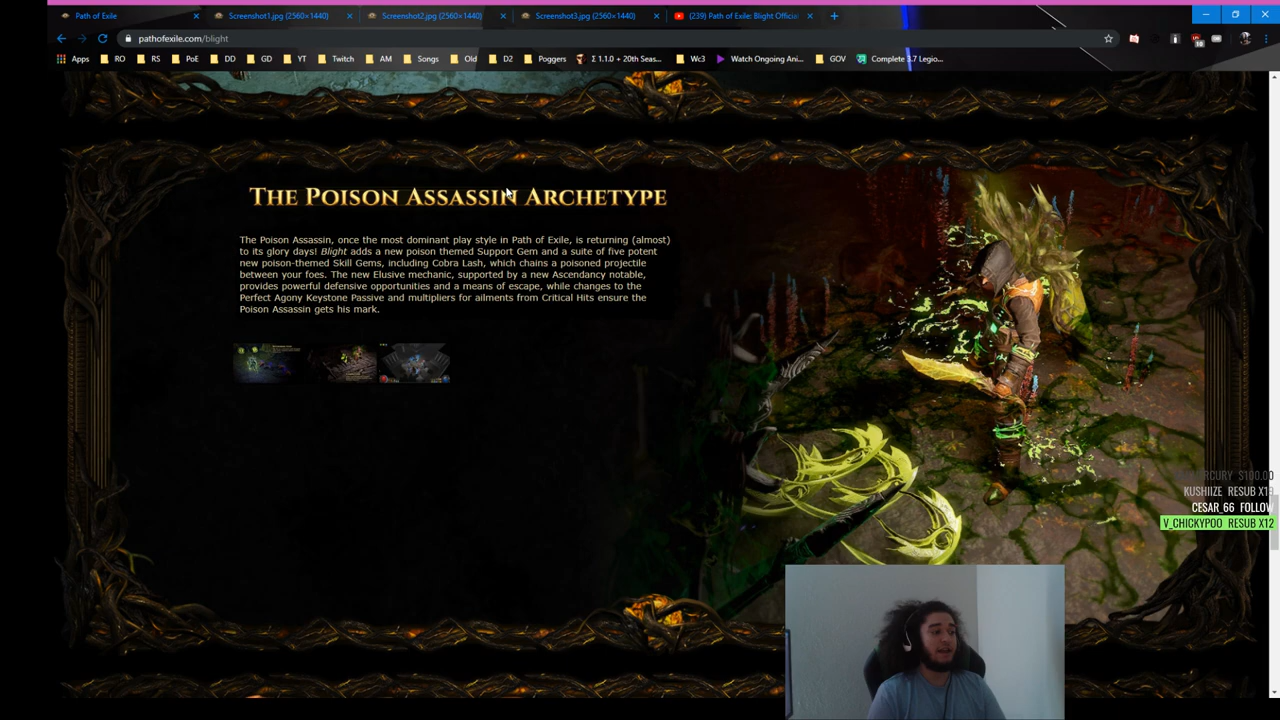 Path of Exile
Screenshot1.jpg (2560×1440)
Screenshot2.jpg (2560×1440)
Screenshot3.jpg (2560×1440)
(239) Path of Exile: Blight Officia
pathofexile.com/blight
Apps RO RS PoE DD GD YT Twitch AM Songs Old D2 Poggers Σ 1.1.0 + 20th Seas... Wc3 Watch Ongoing Ani... GOV Complete 3.7 Legio...
The Poison Assassin Archetype
The Poison Assassin, once the most dominant play style in Path of Exile, is returning (almost)
to its glory days! Blight adds a new poison themed Support Gem and a suite of five potent
new poison-themed Skill Gems, including Cobra Lash, which chains a poisoned projectile
between your foes. The new Elusive mechanic, supported by a new Ascendancy notable,
provides powerful defensive opportunities and a means of escape, while changes to the
Perfect Agony Keystone Passive and multipliers for ailments from Critical Hits ensure the
Poison Assassin gets his mark.
$100.00
KUSHIIZE RESUB X1
CESAR_66 FOLLOW
V_CHICKYPOO RESUB X12